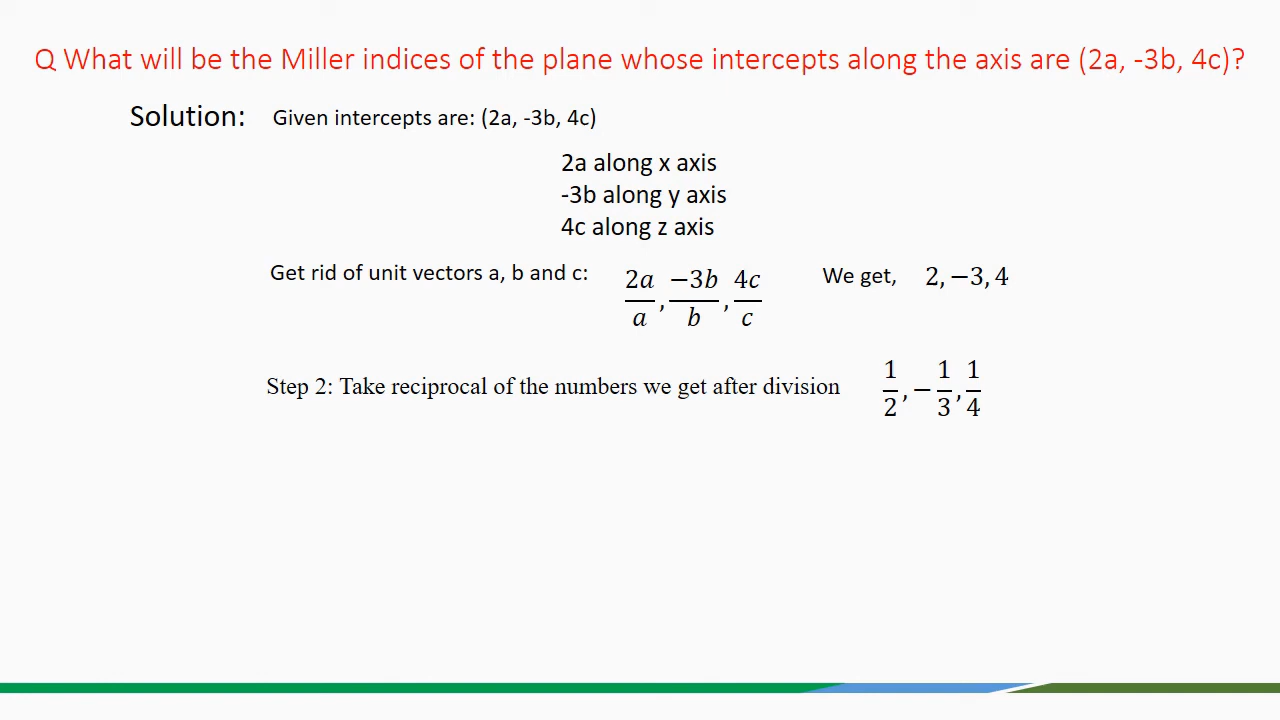 Q What will be the Miller indices of the plane whose intercepts along the axis are (2a, -3b, 4c)?
Solution: Given intercepts are: (2a, -3b, 4c)
2a along x axis
-3b along y axis
4c along z axis
Get rid of unit vectors a, b and c: 2a/a, −3b/b, 4c/c We get, 2, −3, 4
Step 2: Take reciprocal of the numbers we get after division 1/2, −1/3, 1/4